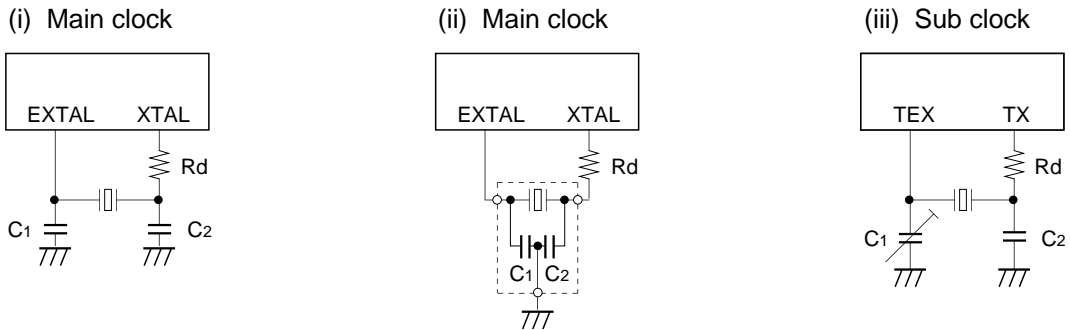 (i) Main clock
EXTAL XTAL
Rd
C1 C2
(ii) Main clock
EXTAL XTAL
Rd
C1 C2
(iii) Sub clock
TEX TX
Rd
C1 C2